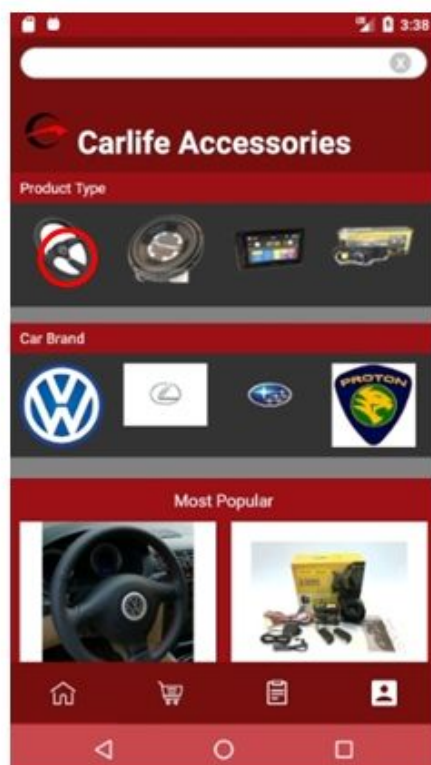 3:38
Carlife Accessories
Product Type
Car Brand
PROTON
Most Popular